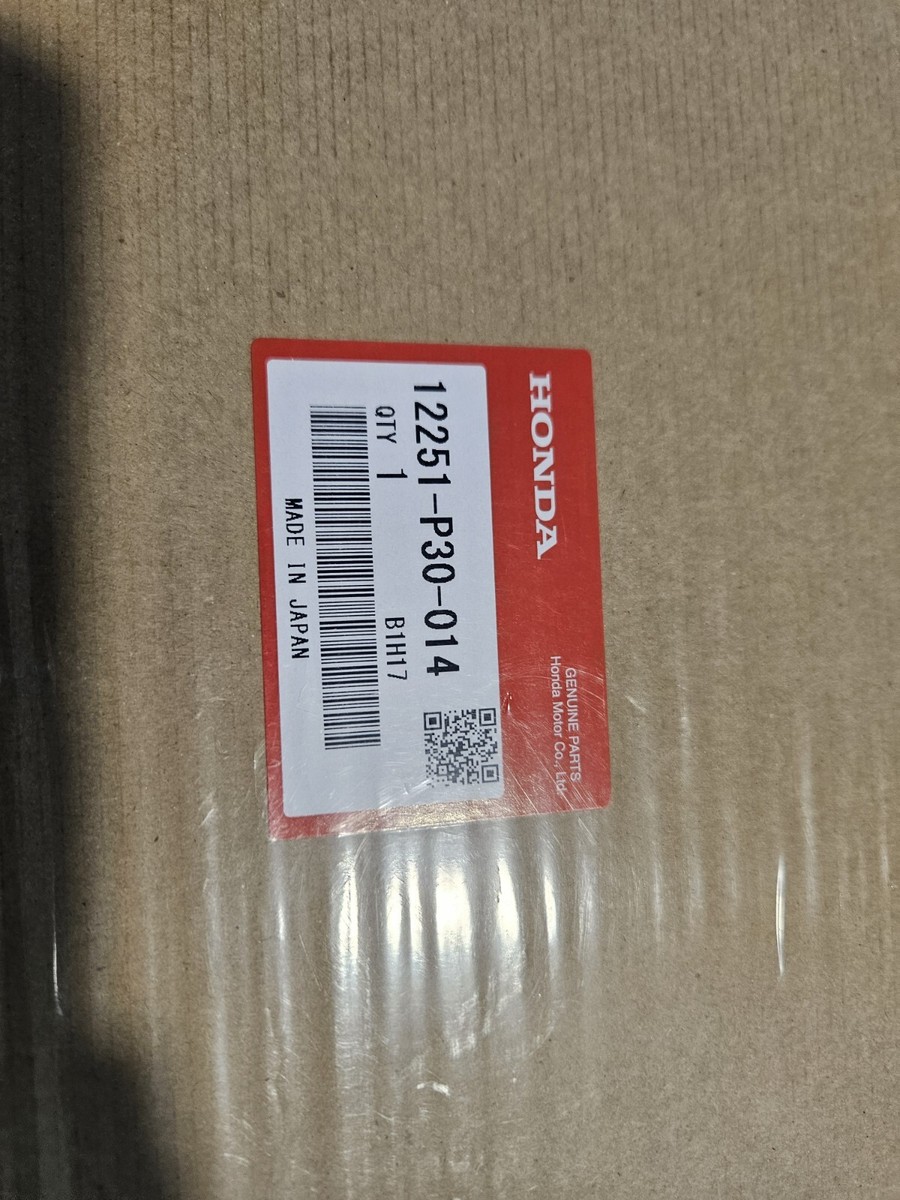 HONDA
GENUINE PARTS
Honda Motor Co., Ltd.
12251-P30-014
QTY 1 B1H17
MADE IN JAPAN